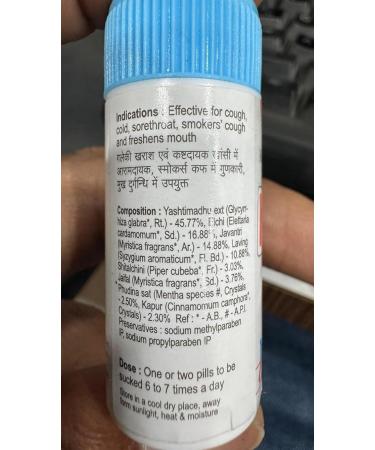 Indications : Effective for cough,
cold, sorethroat, smokers' cough
and freshens mouth
गलेकी खराश एवं कष्टदायक खांसी में
आरामदायक, स्मोकर्स कफ में गुणकारी,
मुख दुर्गन्धि में उपयुक्त
Composition : Yashtimadhu ext (Glycyrr-
hiza glabra*, Rt.) - 45.77%, Elchi (Elettaria
cardamomum*, Sd.) - 16.88%, Javantri
(Myristica fragrans*, Ar.) - 14.88%, Laving
(Syzygium aromaticum*, Fl. Bd.) - 10.88%,
Shitalchini (Piper cubeba*, Fr.) - 3.03%,
Jaifal (Myristica fragrans*, Sd.) - 3.76%,
Phudina sat (Mentha species #, Crystals)
- 2.50%, Kapur (Cinnamomum camphora*,
Crystals) - 2.30% Ref : * - A.B., # - A.P.I.
Preservatives : sodium methylparaben
IP, sodium propylparaben IP
Dose : One or two pills to be
sucked 6 to 7 times a day
Store in a cool dry place, away
form sunlight, heat & moisture